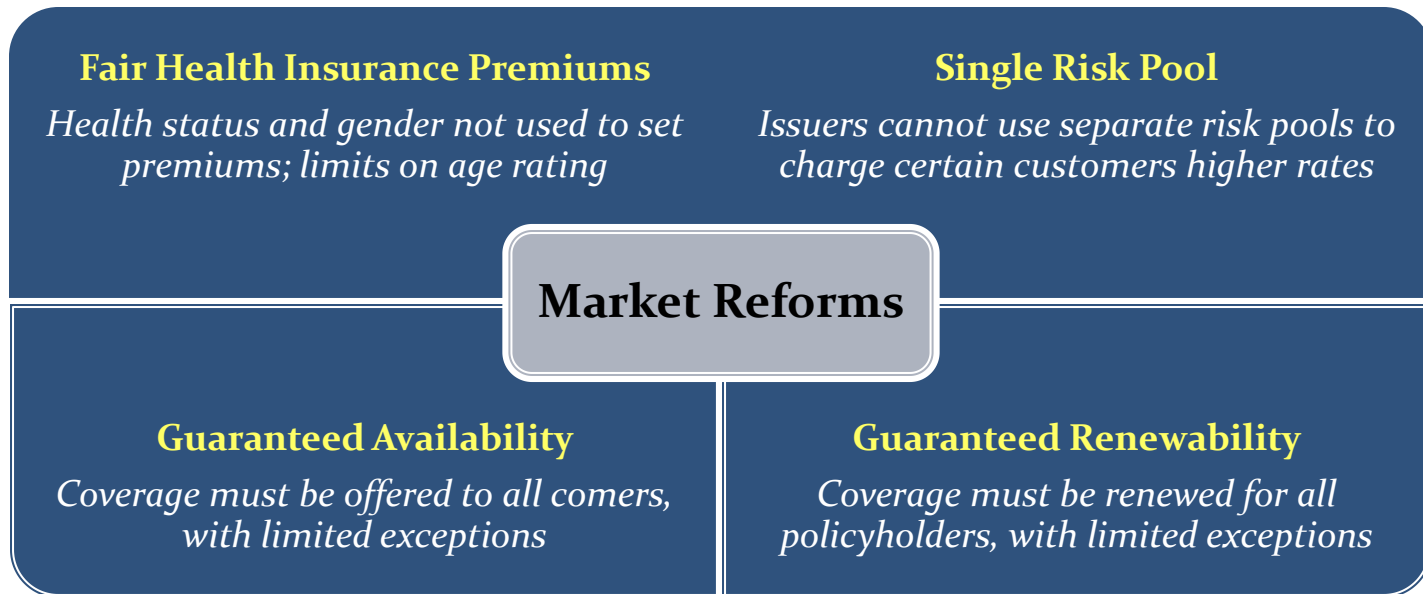 Fair Health Insurance Premiums
Health status and gender not used to set
premiums; limits on age rating
Single Risk Pool
Issuers cannot use separate risk pools to
charge certain customers higher rates
Market Reforms
Guaranteed Availability
Coverage must be offered to all comers,
with limited exceptions
Guaranteed Renewability
Coverage must be renewed for all
policyholders, with limited exceptions